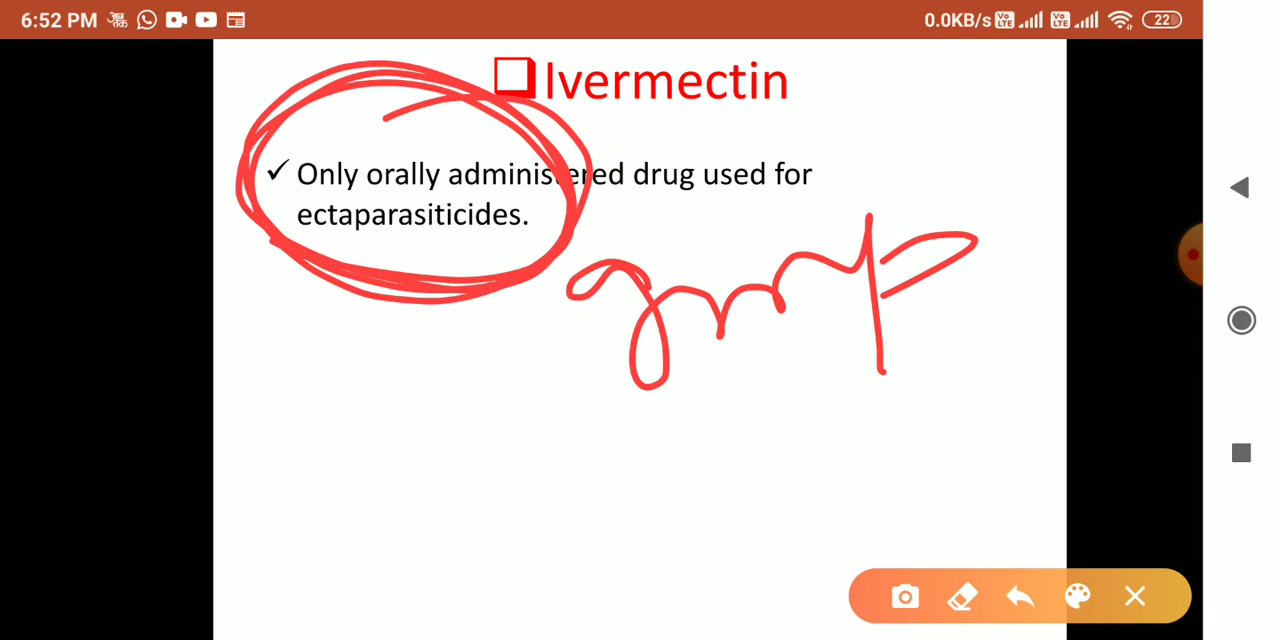 6:52 PM
0.0KB/s
22
Ivermectin
✓ Only orally administered drug used for
ectaparasiticides.